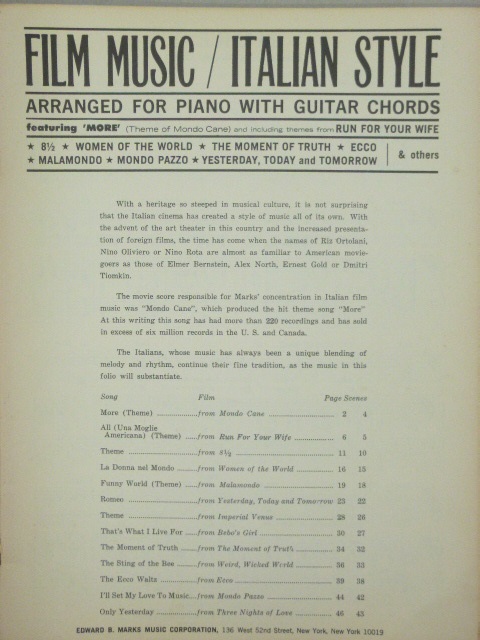 FILM MUSIC / ITALIAN STYLE
ARRANGED FOR PIANO WITH GUITAR CHORDS
featuring 'MORE' (Theme of Mondo Cane) and including themes from RUN FOR YOUR WIFE
★ 8½ ★ WOMEN OF THE WORLD ★ THE MOMENT OF TRUTH ★ ECCO
★ MALAMONDO ★ MONDO PAZZO ★ YESTERDAY, TODAY and TOMORROW
& others
With a heritage so steeped in musical culture, it is not surprising
that the Italian cinema has created a style of music all of its own. With
the advent of the art theater in this country and the increased presenta-
tion of foreign films, the time has come when the names of Riz Ortolani,
Nino Oliviero or Nino Rota are almost as familiar to American movie-
goers as those of Elmer Bernstein, Alex North, Ernest Gold or Dmitri
Tiomkin.
The movie score responsible for Marks' concentration in Italian film
music was "Mondo Cane", which produced the hit theme song "More"
At this writing this song has had more than 220 recordings and has sold
in excess of six million records in the U. S. and Canada.
The Italians, whose music has always been a unique blending of
melody and rhythm, continue their fine tradition, as the music in this
folio will substantiate.
Song Film Page Scenes
More (Theme) ............ from Mondo Cane ............ 2 4
All (Una Moglie
Americana) (Theme) ..... from Run For Your Wife ............ 6 5
Theme ............ from 8½ ............ 11 10
La Donna nel Mondo ....... from Women of the World ............ 16 15
Funny World (Theme) ..... from Malamondo ............ 19 18
Romeo ............ from Yesterday, Today and Tomorrow 23 22
Theme ............ from Imperial Venus ............ 28 26
That's What I Live For ..... from Bebo's Girl ............ 30 27
The Moment of Truth ..... from The Moment of Truth ............ 34 32
The Sting of the Bee ....... from Weird, Wicked World ............ 36 33
The Ecco Waltz ............ from Ecco ............ 39 38
I'll Set My Love To Music... from Mondo Pazzo ............ 44 42
Only Yesterday ............ from Three Nights of Love ............ 46 43
EDWARD B. MARKS MUSIC CORPORATION, 136 West 52nd Street, New York, New York 10019